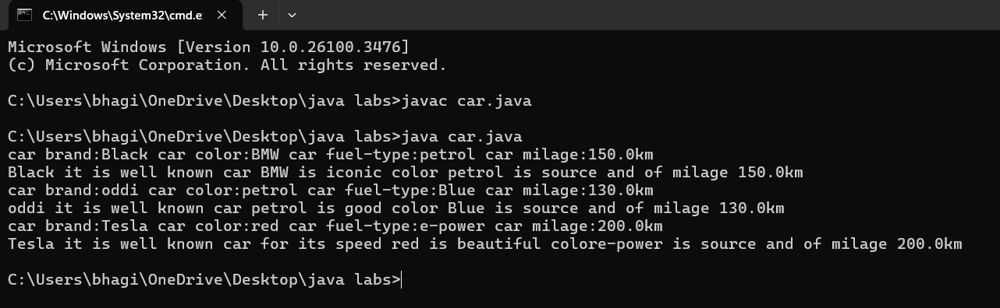 C:\Windows\System32\cmd.e
Microsoft Windows [Version 10.0.26100.3476]
(c) Microsoft Corporation. All rights reserved.
C:\Users\bhagi\OneDrive\Desktop\java labs>javac car.java
C:\Users\bhagi\OneDrive\Desktop\java labs>java car.java
car brand:Black car color:BMW car fuel-type:petrol car milage:150.0km
Black it is well known car BMW is iconic color petrol is source and of milage 150.0km
car brand:oddi car color:petrol car fuel-type:Blue car milage:130.0km
oddi it is well known car petrol is good color Blue is source and of milage 130.0km
car brand:Tesla car color:red car fuel-type:e-power car milage:200.0km
Tesla it is well known car for its speed red is beautiful colore-power is source and of milage 200.0km
C:\Users\bhagi\OneDrive\Desktop\java labs>